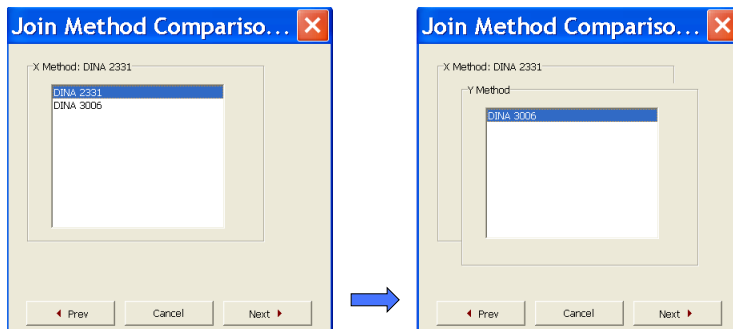 Join Method Compariso...
X Method: DINA 2331
DINA 2331
DINA 3006
Prev
Cancel
Next
Join Method Compariso...
X Method: DINA 2331
Y Method
DINA 3006
Prev
Cancel
Next